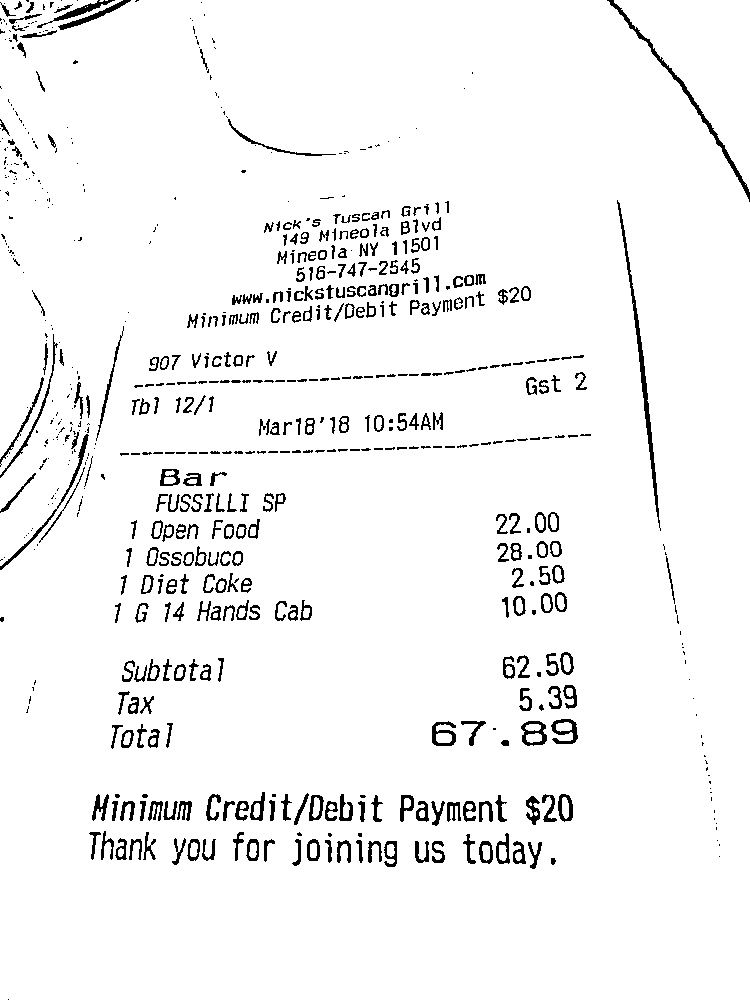 Nick's Tuscan Grill
149 Mineola Blvd
Mineola NY 11501
516-747-2545
www.nickstuscangrill.com
Minimum Credit/Debit Payment $20
907 Victor V
Tbl 12/1 Gst 2
Mar18'18 10:54AM
Bar
FUSSILLI SP
1 Open Food 22.00
1 Ossobuco 28.00
1 Diet Coke 2.50
1 G 14 Hands Cab 10.00
Subtotal 62.50
Tax 5.39
Total 67.89
Minimum Credit/Debit Payment $20
Thank you for joining us today.